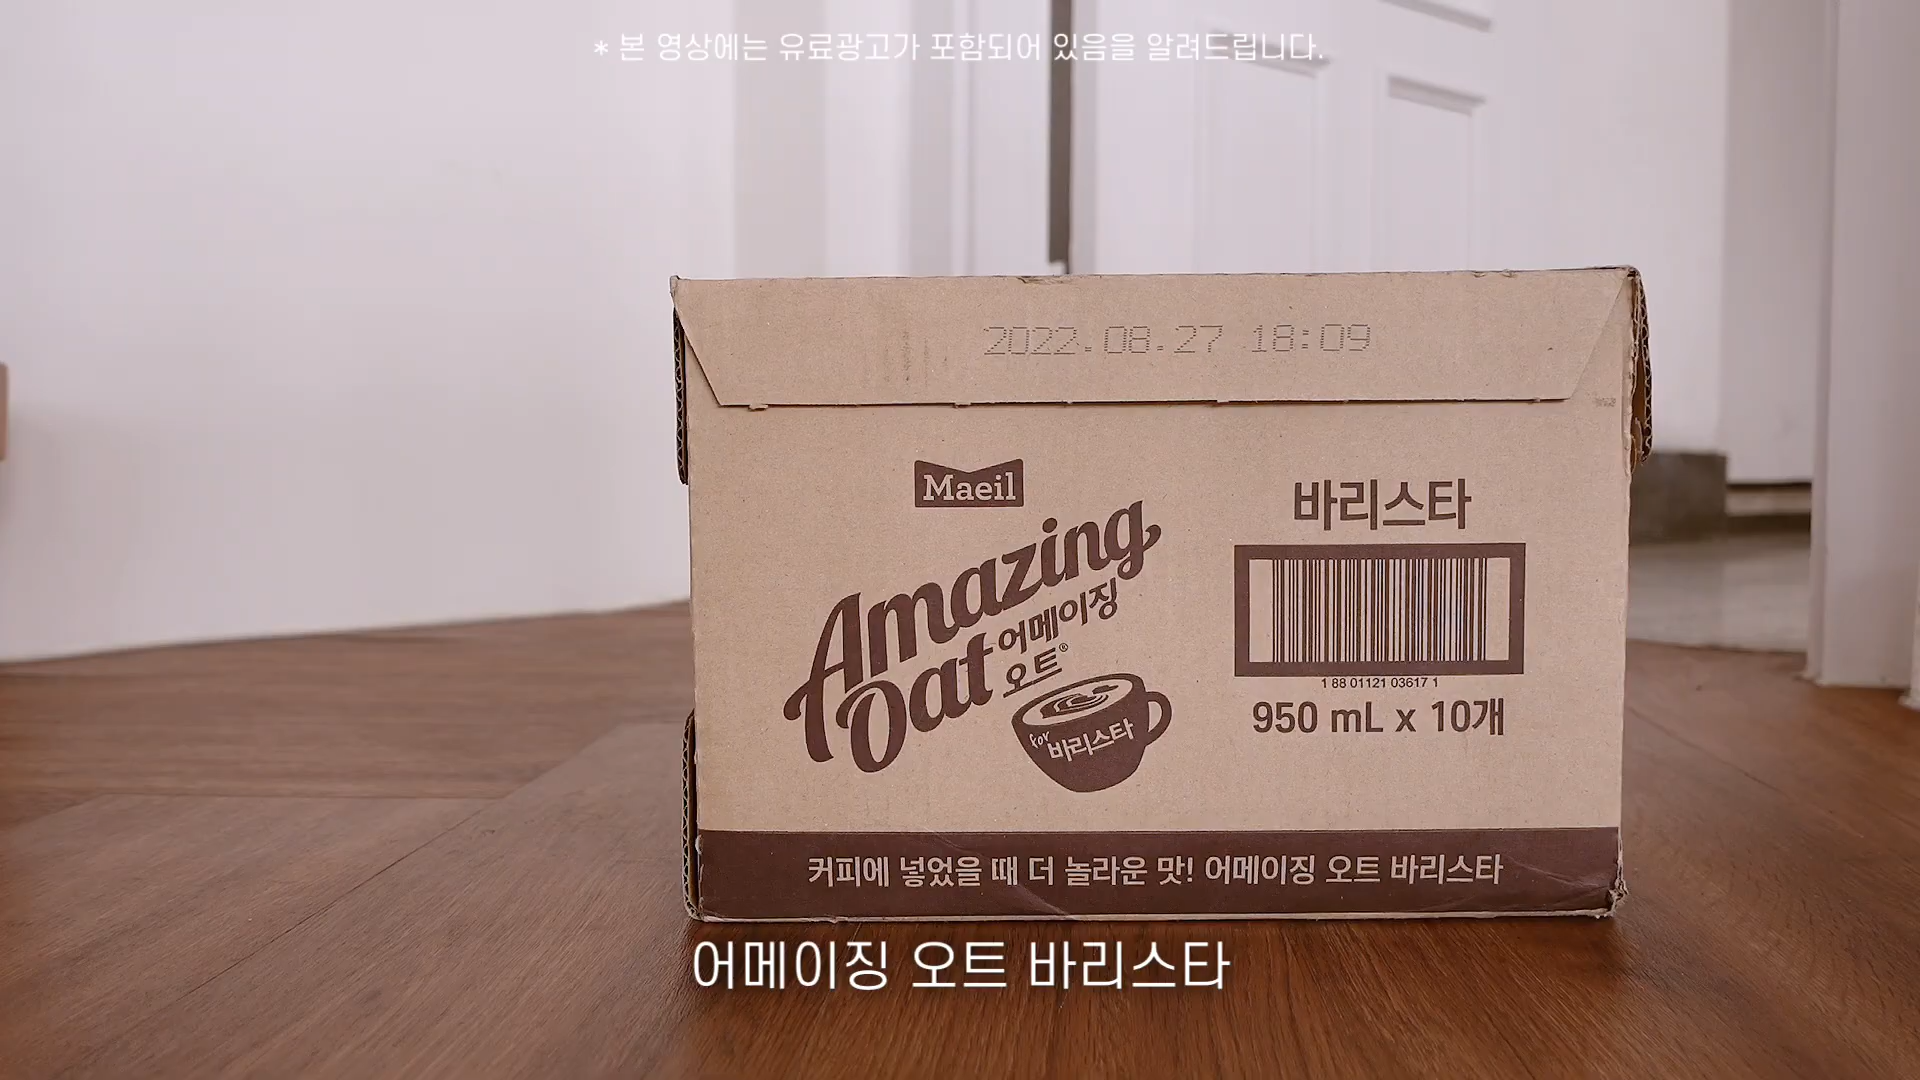 * 본 영상에는 유료광고가 포함되어 있음을 알려드립니다.
2022.08.27 18:09
Maeil
Amazing
Oat
어메이징
오트®
for
바리스타
바리스타
1 88 01121 03617 1
950 mL x 10개
커피에 넣었을 때 더 놀라운 맛! 어메이징 오트 바리스타
어메이징 오트 바리스타